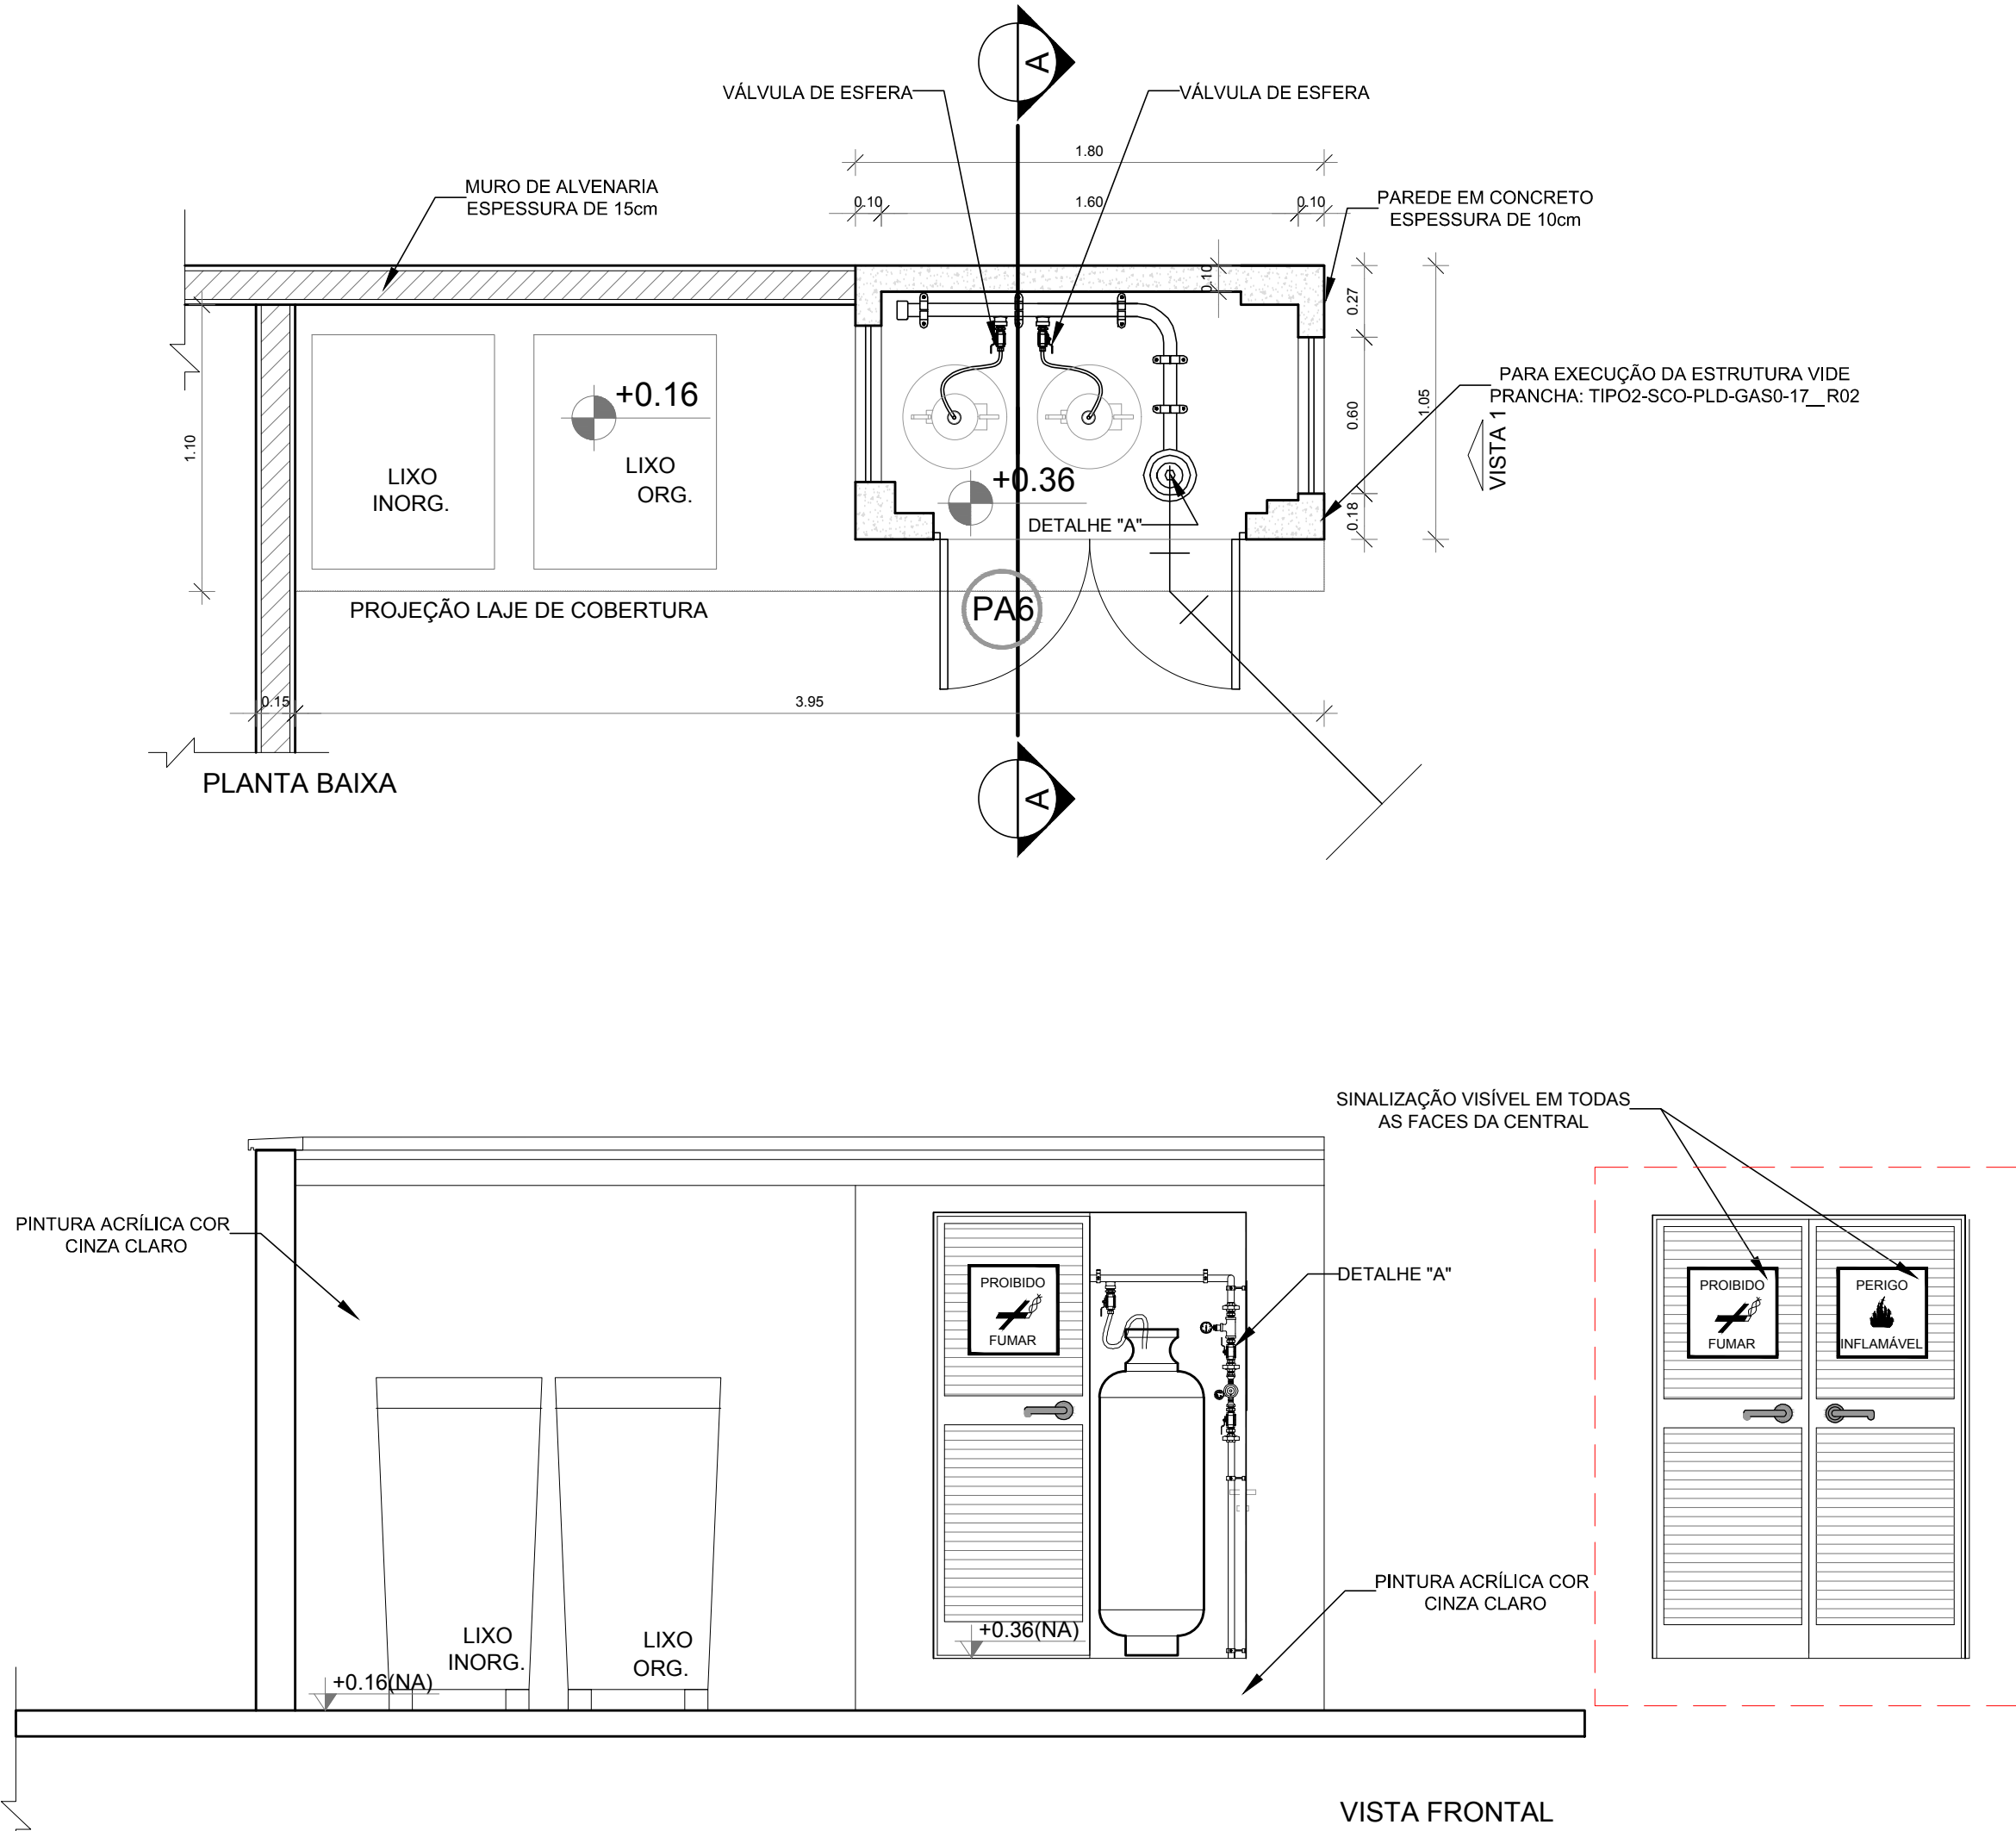 A
VÁLVULA DE ESFERA
VÁLVULA DE ESFERA
1.80
MURO DE ALVENARIA
ESPESSURA DE 15cm
0.10
1.60
0.10
PAREDE EM CONCRETO
ESPESSURA DE 10cm
0.10
0.27
1.10
+0.16
LIXO
INORG.
LIXO
ORG.
+0.36
DETALHE "A"
0.60
1.05
0.18
VISTA 1
PARA EXECUÇÃO DA ESTRUTURA VIDE
PRANCHA: TIPO2-SCO-PLD-GAS0-17__R02
PROJEÇÃO LAJE DE COBERTURA
PA6
0.15
3.95
PLANTA BAIXA
A
SINALIZAÇÃO VISÍVEL EM TODAS
AS FACES DA CENTRAL
PINTURA ACRÍLICA COR
CINZA CLARO
PROIBIDO
FUMAR
DETALHE "A"
PROIBIDO
FUMAR
PERIGO
INFLAMÁVEL
PINTURA ACRÍLICA COR
CINZA CLARO
LIXO
INORG.
LIXO
ORG.
+0.36(NA)
+0.16(NA)
VISTA FRONTAL